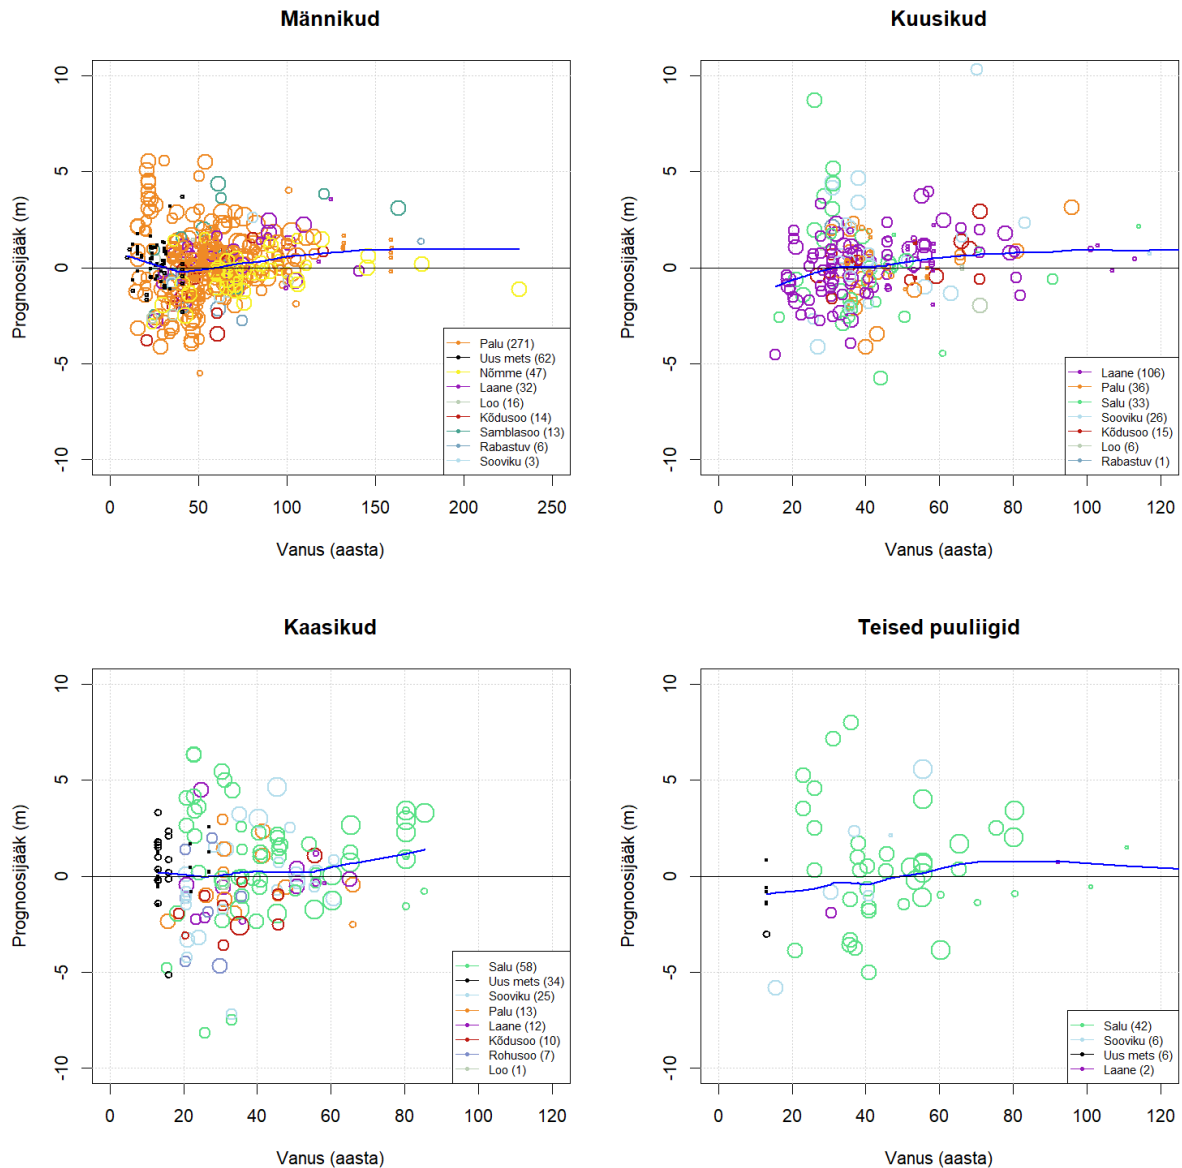 Männikud
Prognoosijääk (m)
10
5
0
-5
-10
Palu (271)
Uus mets (62)
Nõmme (47)
Laane (32)
Loo (16)
Kõdusoo (14)
Samblasoo (13)
Rabastuv (6)
Sooviku (3)
0 50 100 150 200 250
Vanus (aasta)
Kuusikud
Prognoosijääk (m)
10
5
0
-5
-10
Laane (106)
Palu (36)
Salu (33)
Sooviku (26)
Kõdusoo (15)
Loo (6)
Rabastuv (1)
0 20 40 60 80 100 120
Vanus (aasta)
Kaasikud
Prognoosijääk (m)
10
5
0
-5
-10
Salu (58)
Uus mets (34)
Sooviku (25)
Palu (13)
Laane (12)
Kõdusoo (10)
Rohusoo (7)
Loo (1)
0 20 40 60 80 100 120
Vanus (aasta)
Teised puuliigid
Prognoosijääk (m)
10
5
0
-5
-10
Salu (42)
Sooviku (6)
Uus mets (6)
Laane (2)
0 20 40 60 80 100 120
Vanus (aasta)